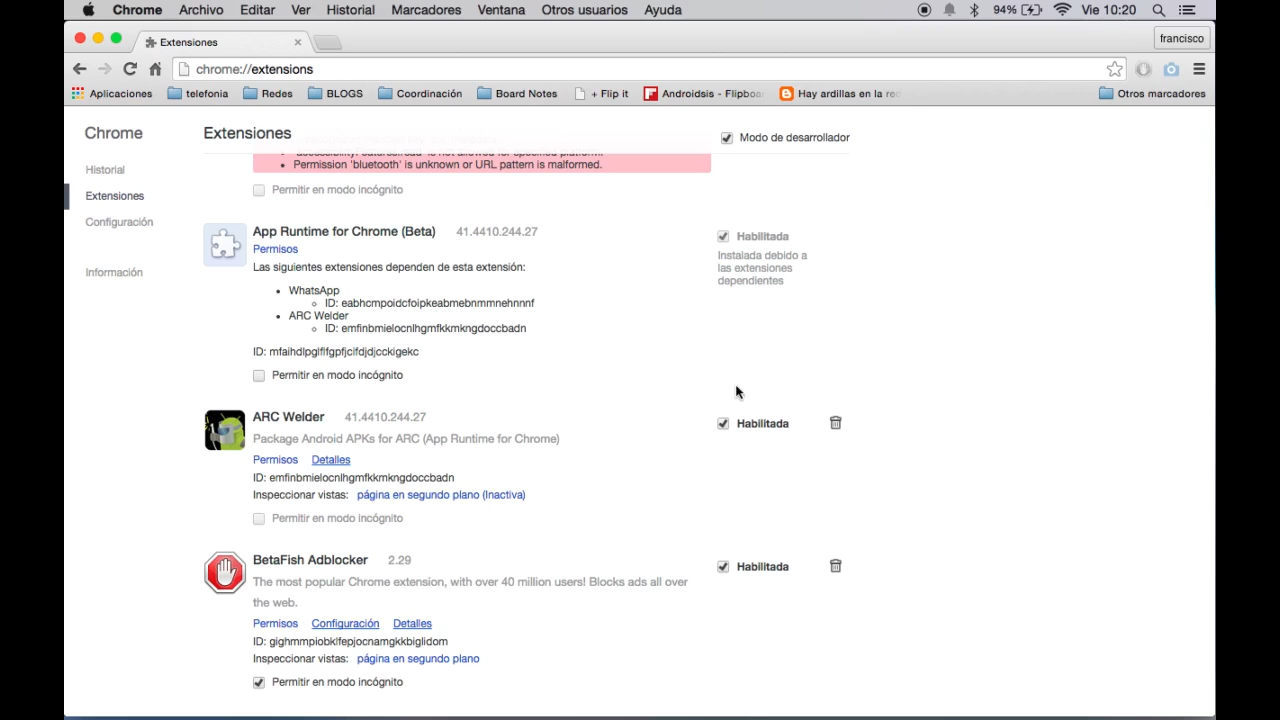 Chrome Archivo Editar Ver Historial Marcadores Ventana Otros usuarios Ayuda 94% Vie 10:20
Extensiones
francisco
chrome://extensions
Aplicaciones telefonia Redes BLOGS Coordinación Board Notes + Flip it Androidsis - Flipboa Hay ardillas en la re Otros marcadores
Chrome
Extensiones
Modo de desarrollador
Historial
Extensiones
Configuración
Información
Permission 'bluetooth' is unknown or URL pattern is malformed.
Permitir en modo incógnito
App Runtime for Chrome (Beta) 41.4410.244.27
Habilitada
Permisos
Instalada debido a
las extensiones
dependientes
Las siguientes extensiones dependen de esta extensión:
WhatsApp
ID: eabhcmpoidcfoipkeabmebnmmnehnnnf
ARC Welder
ID: emfinbmielocnlhgmfkkmkngdoccbadn
ID: mfaihdlpglflfgpfjcifdjdjcckigekc
Permitir en modo incógnito
ARC Welder 41.4410.244.27
Habilitada
Package Android APKs for ARC (App Runtime for Chrome)
Permisos Detalles
ID: emfinbmielocnlhgmfkkmkngdoccbadn
Inspeccionar vistas: página en segundo plano (Inactiva)
Permitir en modo incógnito
BetaFish Adblocker 2.29
Habilitada
The most popular Chrome extension, with over 40 million users! Blocks ads all over
the web.
Permisos Configuración Detalles
ID: gighmmpiobklfepjocnamgkkbiglidom
Inspeccionar vistas: página en segundo plano
Permitir en modo incógnito